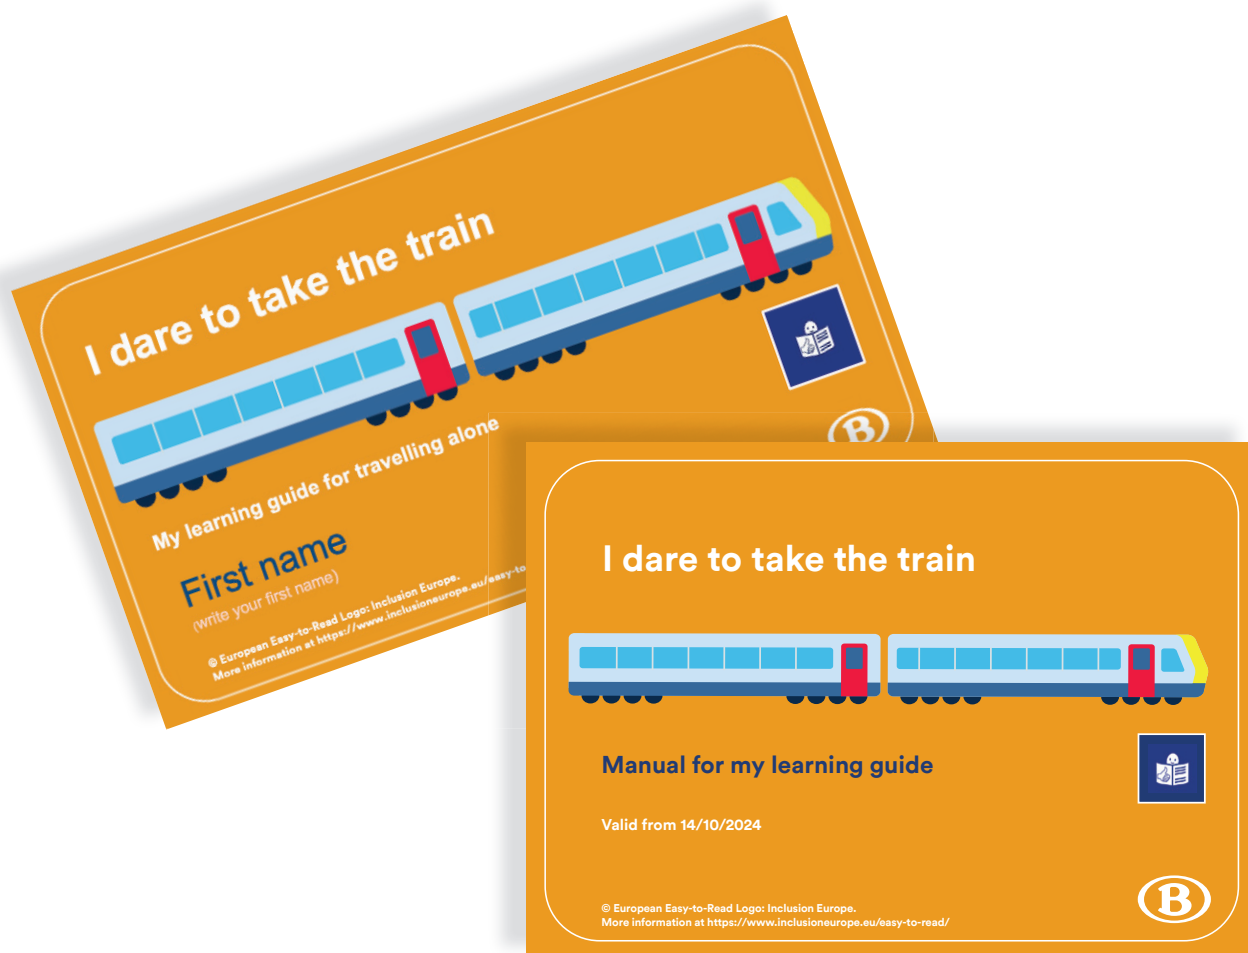 I dare to take the train
My learning guide for travelling alone
First name
(write your first name)
© European Easy-to-Read Logo: Inclusion Europe.
More information at https://www.inclusioneurope.eu/easy-to
B
I dare to take the train
Manual for my learning guide
Valid from 14/10/2024
© European Easy-to-Read Logo: Inclusion Europe.
More information at https://www.inclusioneurope.eu/easy-to-read/
B